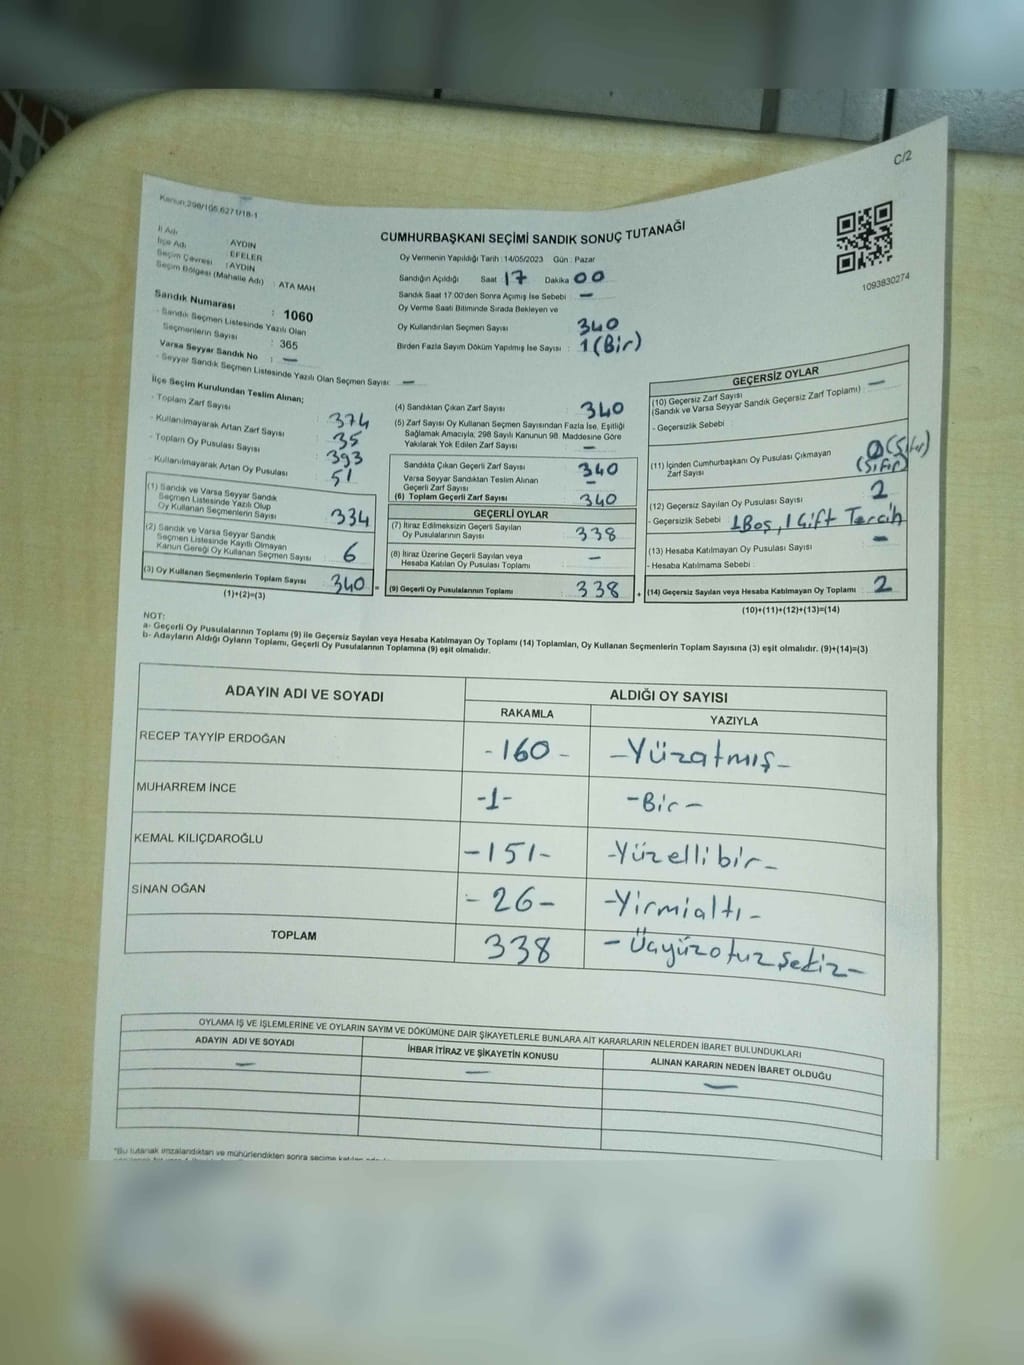 C/2
Kanun,298/105,6271/18-1
CUMHURBAŞKANI SEÇİMİ SANDIK SONUÇ TUTANAĞI
1093830274
İl Adı : AYDIN
İlçe Adı : EFELER
Seçim Çevresi : AYDIN
Seçim Bölgesi (Mahalle Adı) : ATA MAH
Sandık Numarası : 1060
- Sandık Seçmen Listesinde Yazılı Olan
Seçmenlerin Sayısı : 365
Varsa Seyyar Sandık No : —
- Seyyar Sandık Seçmen Listesinde Yazılı Olan Seçmen Sayısı: —
Oy Vermenin Yapıldığı Tarih : 14/05/2023 Gün : Pazar
Sandığın Açıldığı Saat : 17 Dakika 00
Sandık Saat 17:00'den Sonra Açımış İse Sebebi : —
Oy Verme Saati Bitiminde Sırada Bekleyen ve
Oy Kullandırılan Seçmen Sayısı : 340
Birden Fazla Sayım Döküm Yapılmış İse Sayısı : 1 (Bir)
İlçe Seçim Kurulundan Teslim Alınan;
- Toplam Zarf Sayısı : 374
- Kullanılmayarak Artan Zarf Sayısı : 35
- Toplam Oy Pusulası Sayısı : 393
- Kullanılmayarak Artan Oy Pusulası : 51
(1) Sandık ve Varsa Seyyar Sandık
Seçmen Listesinde Yazılı Olup
Oy Kullanan Seçmenlerin Sayısı : 334
(2) Sandık ve Varsa Seyyar Sandık
Seçmen Listesinde Kayıtlı Olmayan
Kanun Gereği Oy Kullanan Seçmen Sayısı : 6
(3) Oy Kullanan Seçmenlerin Toplam Sayısı : 340 =
(1)+(2)=(3)
(4) Sandıktan Çıkan Zarf Sayısı : 340
(5) Zarf Sayısı Oy Kullanan Seçmen Sayısından Fazla İse, Eşitliği
Sağlamak Amacıyla, 298 Sayılı Kanunun 98. Maddesine Göre
Yakılarak Yok Edilen Zarf Sayısı : —
Sandıkta Çıkan Geçerli Zarf Sayısı : 340
Varsa Seyyar Sandıktan Teslim Alınan
Geçerli Zarf Sayısı : —
(6) Toplam Geçerli Zarf Sayısı : 340
GEÇERLİ OYLAR
(7) İtiraz Edilmeksizin Geçerli Sayılan
Oy Pusulalarının Sayısı : 338
(8) İtiraz Üzerine Geçerli Sayılan veya
Hesaba Katılan Oy Pusulası Toplamı : —
(9) Geçerli Oy Pusulalarının Toplamı : 338 +
GEÇERSİZ OYLAR
(10) Geçersiz Zarf Sayısı
(Sandık ve Varsa Seyyar Sandık Geçersiz Zarf Toplamı) : —
- Geçersizlik Sebebi :
(11) İçinden Cumhurbaşkanı Oy Pusulası Çıkmayan
Zarf Sayısı : 0 (Sıfır)
(Sıfır)
(12) Geçersiz Sayılan Oy Pusulası Sayısı : 2
- Geçersizlik Sebebi : 1 Boş, 1 Çift Tercih
(13) Hesaba Katılmayan Oy Pusulası Sayısı : —
- Hesaba Katılmama Sebebi :
(14) Geçersiz Sayılan veya Hesaba Katılmayan Oy Toplamı : 2
(10)+(11)+(12)+(13)=(14)
NOT:
a- Geçerli Oy Pusulalarının Toplamı (9) ile Geçersiz Sayılan veya Hesaba Katılmayan Oy Toplamı (14) Toplamları, Oy Kullanan Seçmenlerin Toplam Sayısına (3) eşit olmalıdır. (9)+(14)=(3)
b- Adayların Aldığı Oyların Toplamı, Geçerli Oy Pusulalarının Toplamına (9) eşit olmalıdır.
ADAYIN ADI VE SOYADI ALDIĞI OY SAYISI
RAKAMLA YAZIYLA
RECEP TAYYİP ERDOĞAN -160- -Yüzatmış-
MUHARREM İNCE -1- -Bir-
KEMAL KILIÇDAROĞLU -151- -Yüzellibir-
SİNAN OĞAN -26- -Yirmialtı-
TOPLAM 338 -Üçyüzotuzsekiz-
OYLAMA İŞ VE İŞLEMLERİNE VE OYLARIN SAYIM VE DÖKÜMÜNE DAİR ŞİKAYETLERLE BUNLARA AİT KARARLARIN NELERDEN İBARET BULUNDUKLARI
ADAYIN ADI VE SOYADI İHBAR İTİRAZ VE ŞİKAYETİN KONUSU ALINAN KARARIN NEDEN İBARET OLDUĞU
— — —
*Bu tutanak imzalandıktan ve mühürlendikten sonra seçime katılan